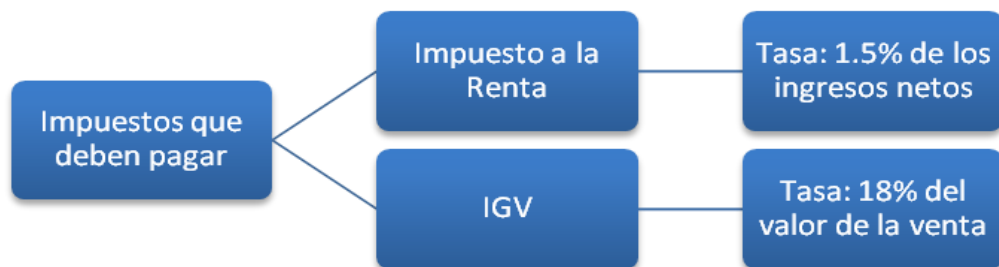 Impuestos que
deben pagar
Impuesto a la
Renta
Tasa: 1.5% de los
ingresos netos
IGV
Tasa: 18% del
valor de la venta